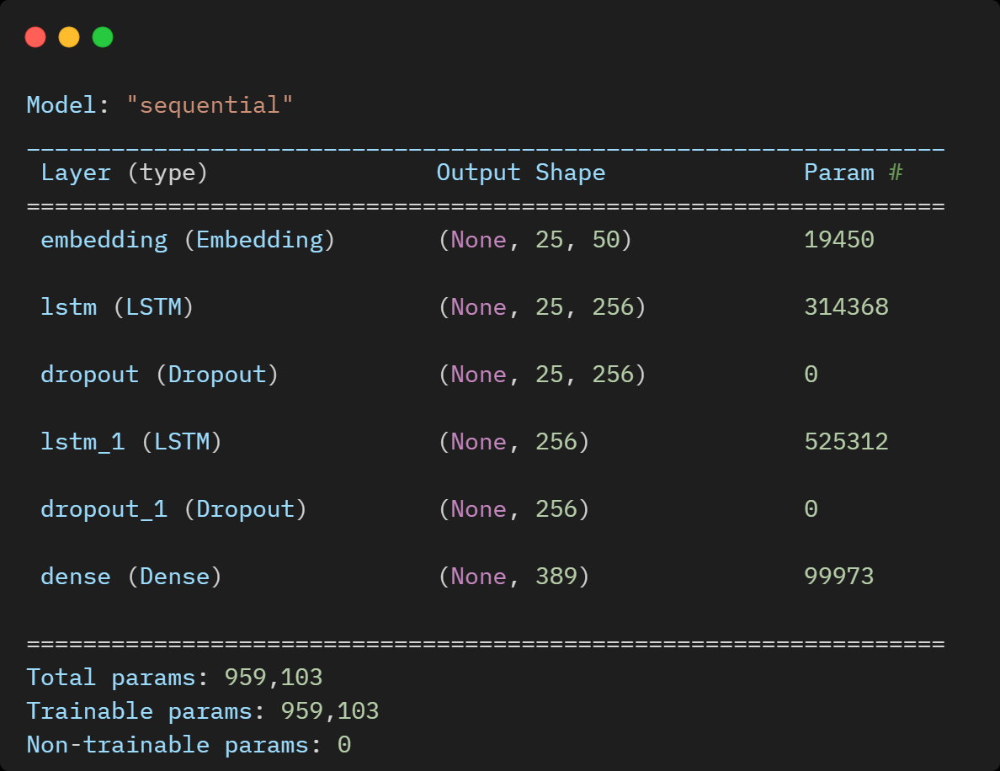 Model: "sequential"
_________________________________________________________________
 Layer (type)                Output Shape              Param #
=================================================================
 embedding (Embedding)       (None, 25, 50)            19450
 lstm (LSTM)                 (None, 25, 256)           314368
 dropout (Dropout)           (None, 25, 256)           0
 lstm_1 (LSTM)               (None, 256)               525312
 dropout_1 (Dropout)         (None, 256)               0
 dense (Dense)               (None, 389)               99973
=================================================================
Total params: 959,103
Trainable params: 959,103
Non-trainable params: 0